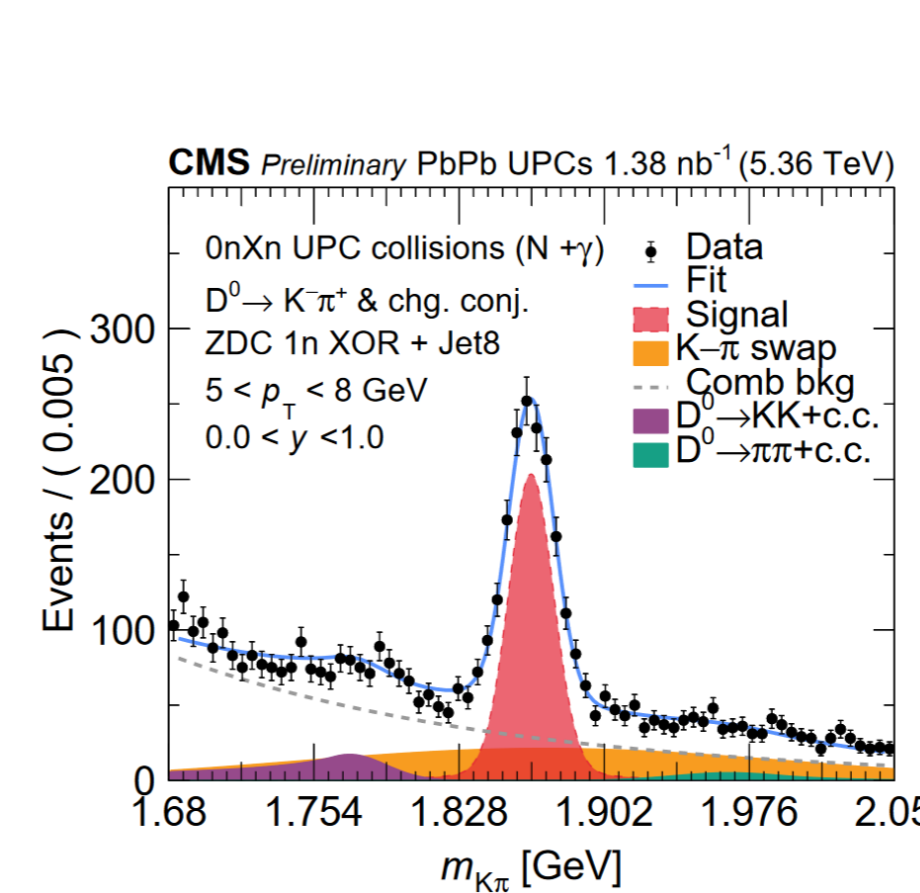 CMS Preliminary PbPb UPCs 1.38 nb⁻¹ (5.36 TeV)
0nXn UPC collisions (N +γ)
D⁰→ K⁻π⁺ & chg. conj.
ZDC 1n XOR + Jet8
5 < p_T < 8 GeV
0.0 < y <1.0
Data
Fit
Signal
K−π swap
Comb bkg
D⁰→KK+c.c.
D⁰→ππ+c.c.
Events / ( 0.005 )
300
200
100
0
1.68 1.754 1.828 1.902 1.976 2.05
m_Kπ [GeV]